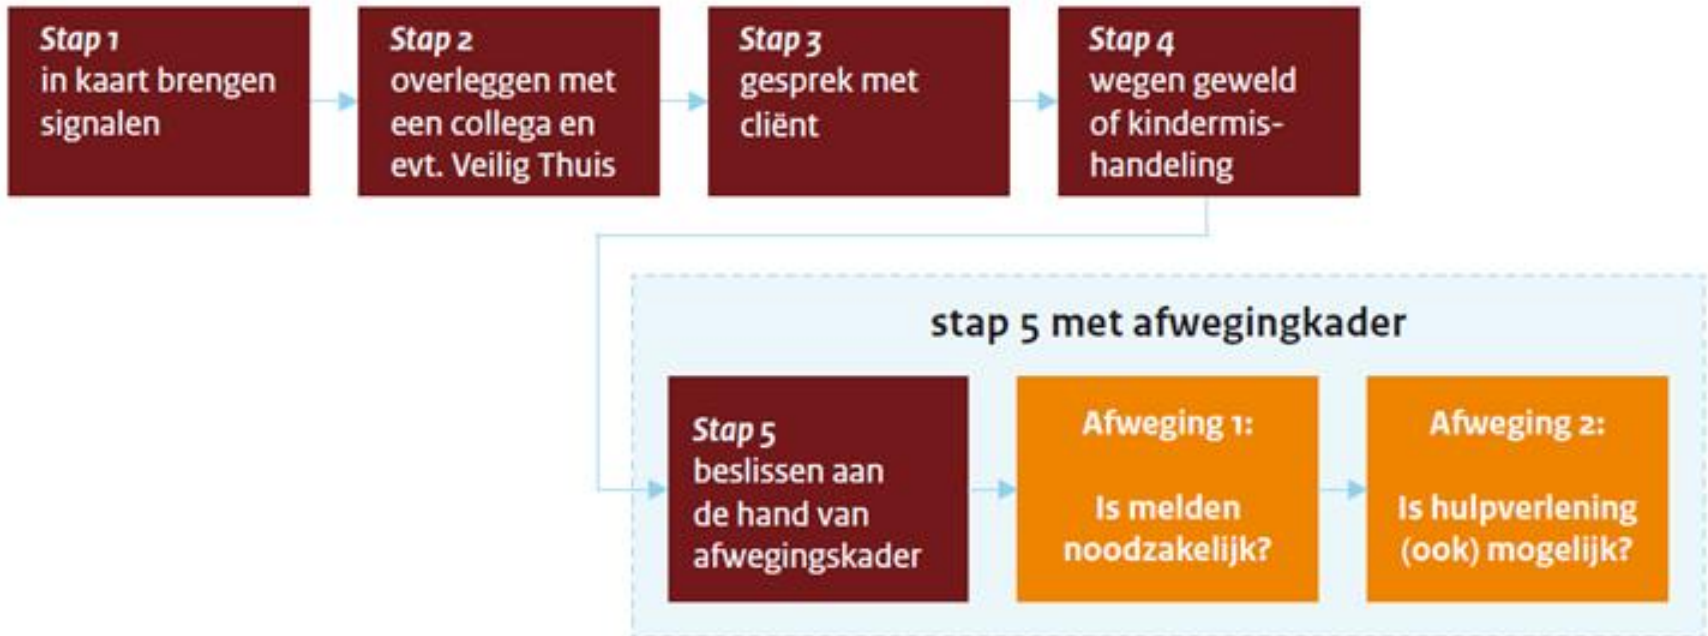 Stap 1
in kaart brengen
signalen
Stap 2
overleggen met
een collega en
evt. Veilig Thuis
Stap 3
gesprek met
cliënt
Stap 4
wegen geweld
of kindermis-
handeling
stap 5 met afwegingkader
Stap 5
beslissen aan
de hand van
afwegingskader
Afweging 1:
Is melden
noodzakelijk?
Afweging 2:
Is hulpverlening
(ook) mogelijk?